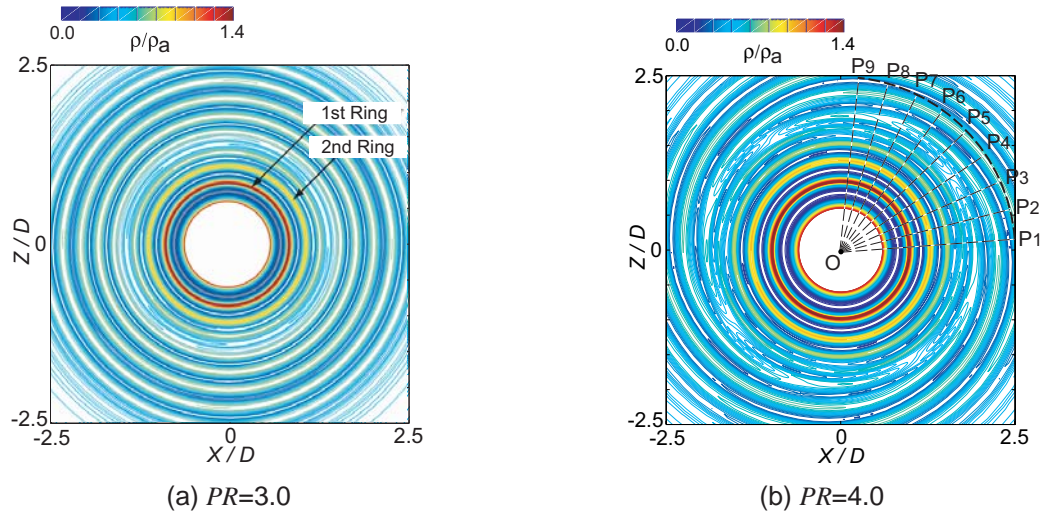 0.0 1.4
ρ/ρa
2.5
1st Ring
2nd Ring
Z / D
0
-2.5
-2.5 0 2.5
X / D
(a) PR=3.0
0.0 1.4
ρ/ρa
2.5
P9
P8
P7
P6
P5
P4
P3
P2
P1
O
Z / D
0
-2.5
-2.5 0 2.5
X / D
(b) PR=4.0